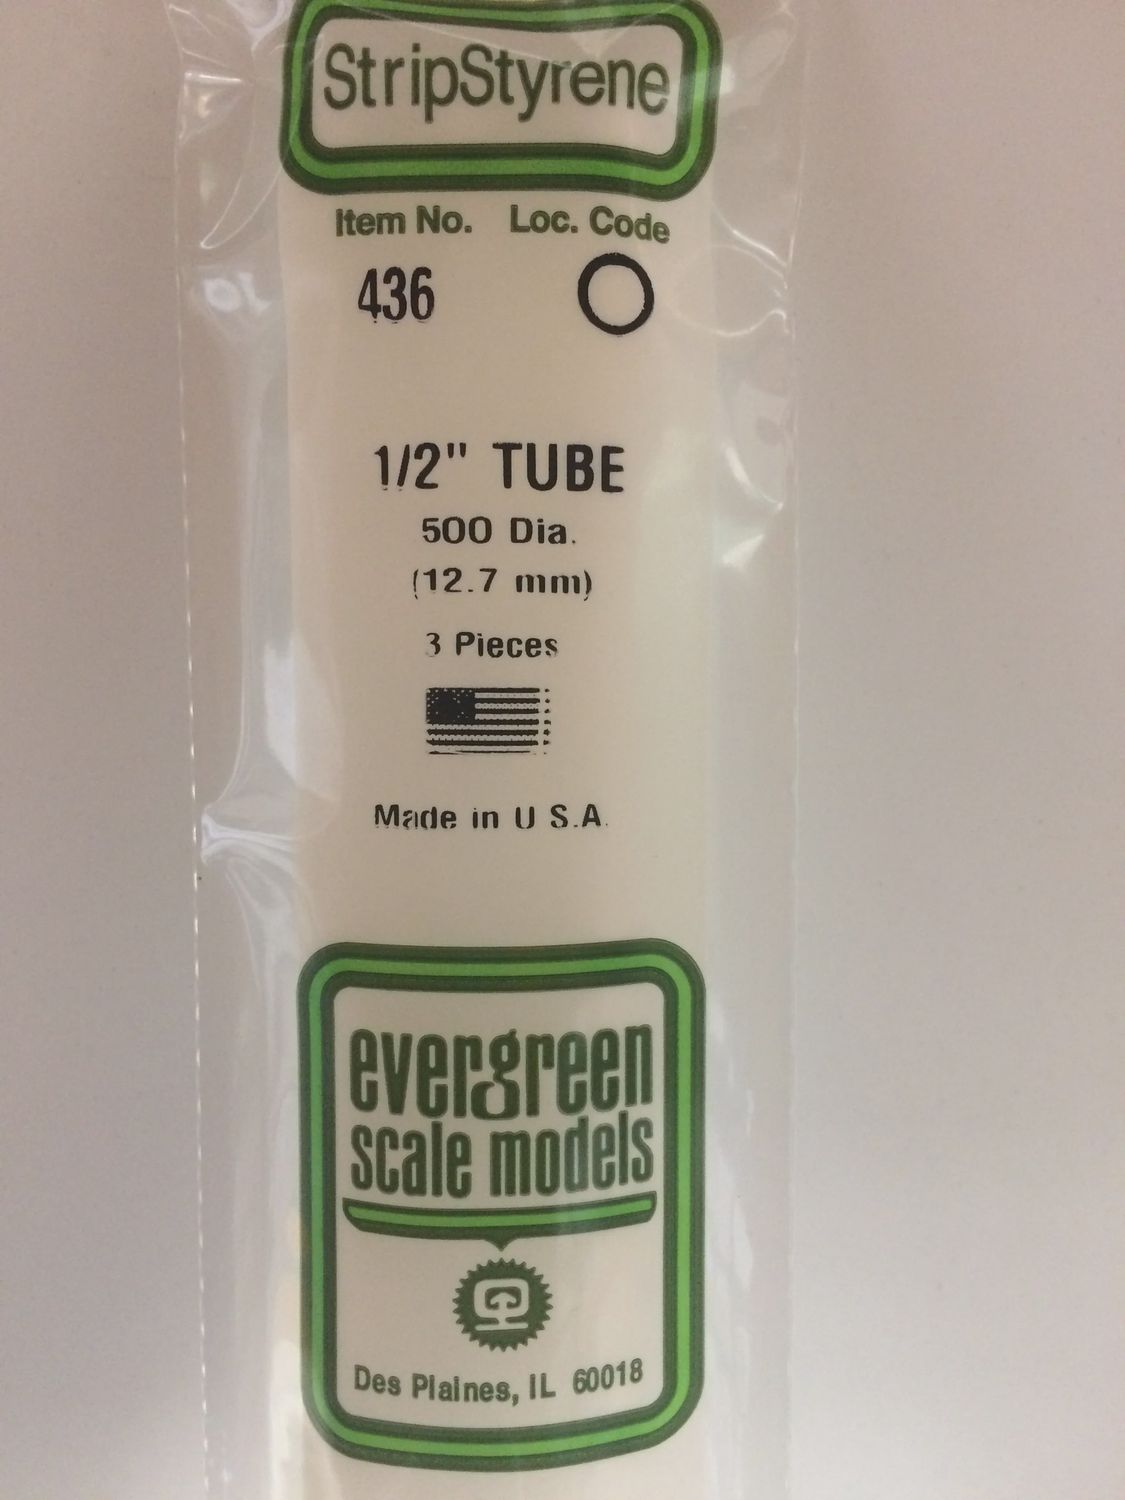 StripStyrene
Item No. Loc. Code
436
1/2" TUBE
500 Dia.
(12.7 mm)
3 Pieces
Made in U S.A.
evergreen
scale models
Des Plaines, IL 60018